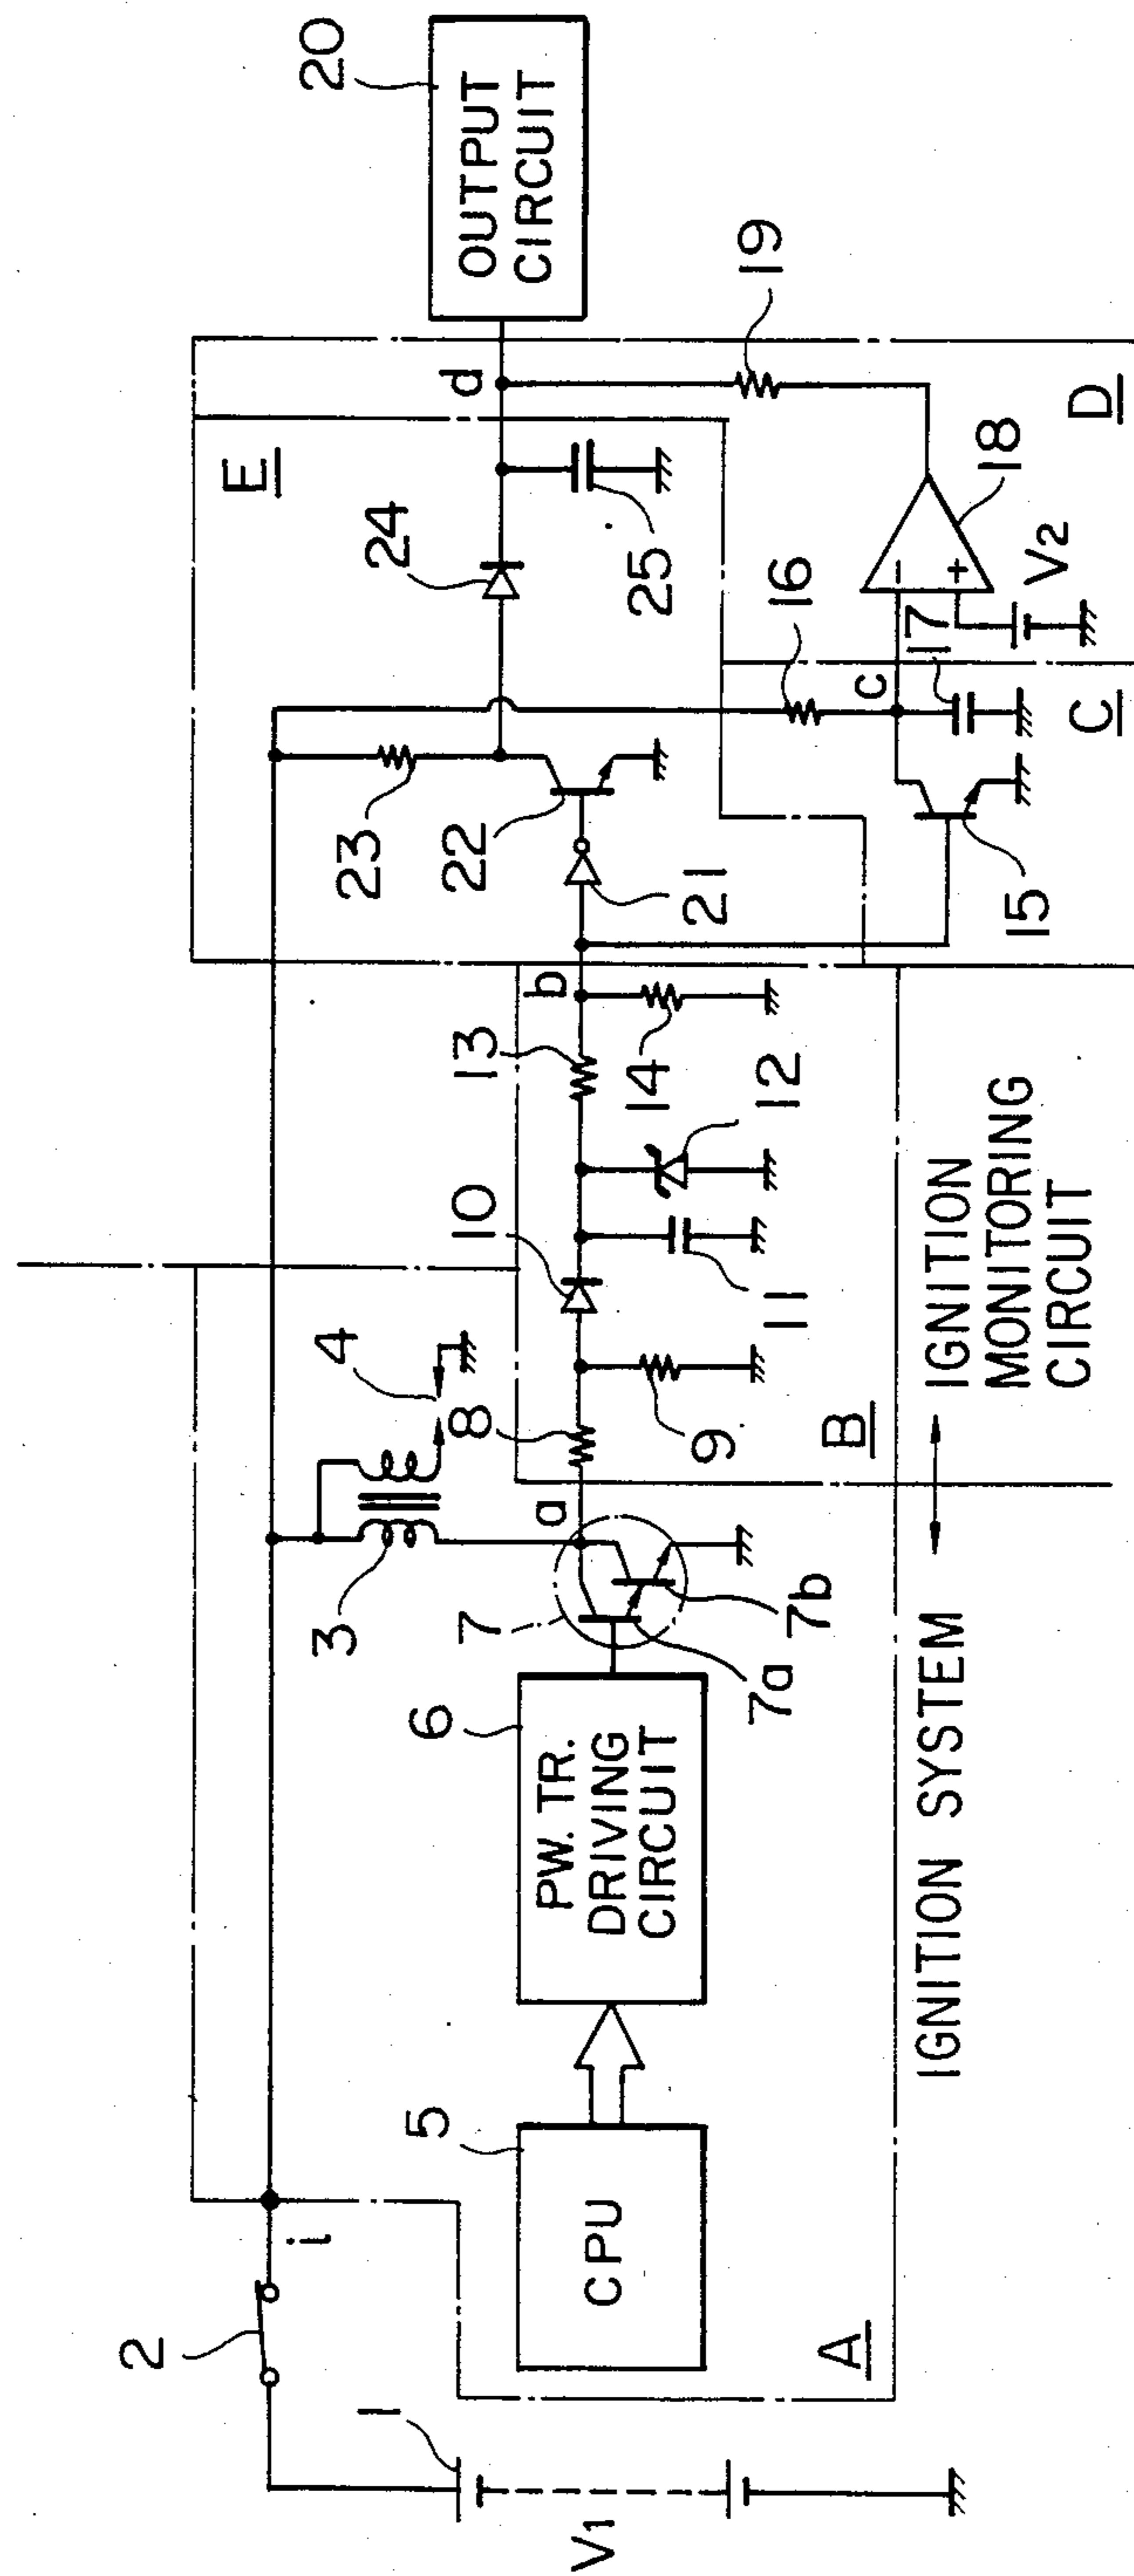 2
i
1
V1
CPU
5
A
PW. TR.
DRIVING
CIRCUIT
6
7
7a
7b
3
4
a
8
9
10
11
12
13
14
b
B
IGNITION SYSTEM
IGNITION
MONITORING
CIRCUIT
E
21
22
23
24
25
15
16
17
c
C
18
V2
19
D
d
OUTPUT
CIRCUIT
20